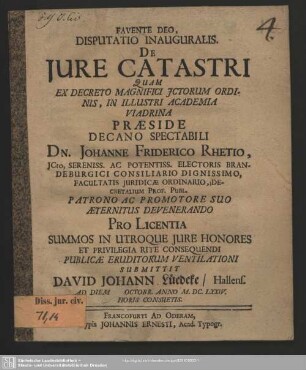 4.
FAVENTE DEO,
DISPUTATIO INAUGURALIS.
DE
JURE CATASTRI
QUAM
EX DECRETO MAGNIFICI JCTORUM ORDI-
NIS, IN ILLUSTRI ACADEMIA
VIADRINA
PRÆSIDE
DECANO SPECTABILI
DN. JOHANNE FRIDERICO RHETIO,
JCto, SERENISS. AC POTENTISS. ELECTORIS BRAN-
DEBURGICI CONSILIARIO DIGNISSIMO,
FACULTATIS JURIDICÆ ORDINARIO, DE-
CRETALIUM PROF. PUBL.
PATRONO AC PROMOTORE SUO
ÆTERNITUS DEVENERANDO
PRO LICENTIA
SUMMOS IN UTROQUE JURE HONORES
ET PRIVILEGIA RITE CONSEQUENDI
PUBLICÆ ERUDITORUM VENTILATIONI
SUBMITTIT
DAVID JOHANN Lüedeke / Hallens.
AD DIEM OCTOBR. ANNO M. DC. LXXIV.
HORIS CONSUETIS.
Diss. jur. civ.
76,14
FRANCOFURTI AD ODERAM,
Typis JOHANNIS ERNESTI, Acad. Typogr.